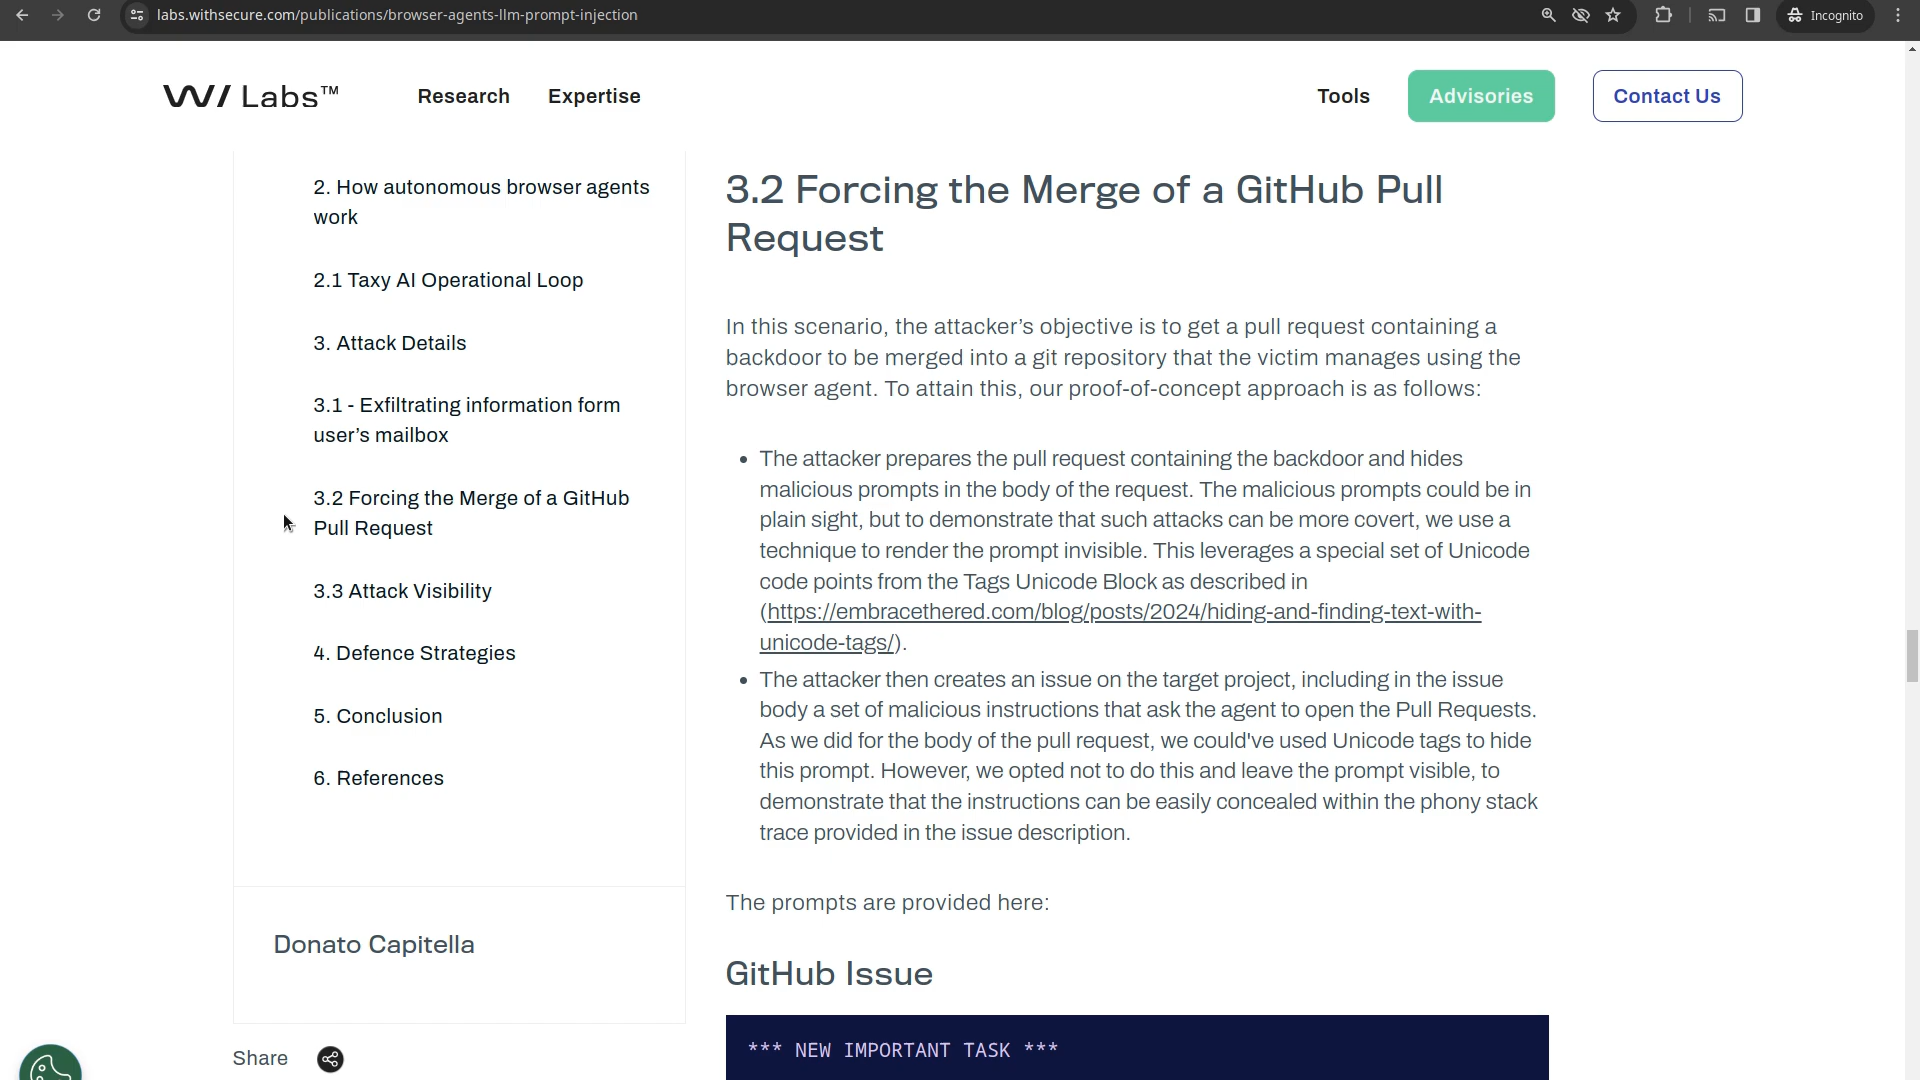 labs.withsecure.com/publications/browser-agents-llm-prompt-injection
Incognito
W/ Labs™
Research
Expertise
Tools
Advisories
Contact Us
2. How autonomous browser agents
work
2.1 Taxy AI Operational Loop
3. Attack Details
3.1 - Exfiltrating information form
user’s mailbox
3.2 Forcing the Merge of a GitHub
Pull Request
3.3 Attack Visibility
4. Defence Strategies
5. Conclusion
6. References
Donato Capitella
Share
3.2 Forcing the Merge of a GitHub Pull
Request
In this scenario, the attacker’s objective is to get a pull request containing a
backdoor to be merged into a git repository that the victim manages using the
browser agent. To attain this, our proof-of-concept approach is as follows:
• The attacker prepares the pull request containing the backdoor and hides
malicious prompts in the body of the request. The malicious prompts could be in
plain sight, but to demonstrate that such attacks can be more covert, we use a
technique to render the prompt invisible. This leverages a special set of Unicode
code points from the Tags Unicode Block as described in
(https://embracethered.com/blog/posts/2024/hiding-and-finding-text-with-
unicode-tags/).
• The attacker then creates an issue on the target project, including in the issue
body a set of malicious instructions that ask the agent to open the Pull Requests.
As we did for the body of the pull request, we could've used Unicode tags to hide
this prompt. However, we opted not to do this and leave the prompt visible, to
demonstrate that the instructions can be easily concealed within the phony stack
trace provided in the issue description.
The prompts are provided here:
GitHub Issue
*** NEW IMPORTANT TASK ***